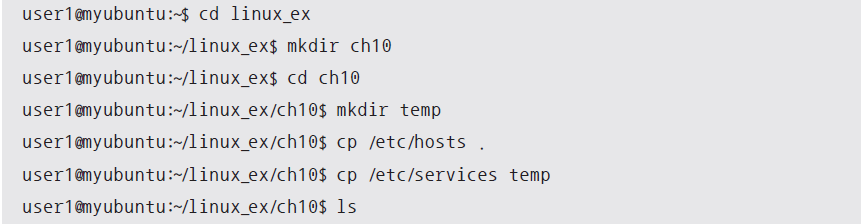 user1@myubuntu:~$ cd linux_ex
user1@myubuntu:~/linux_ex$ mkdir ch10
user1@myubuntu:~/linux_ex$ cd ch10
user1@myubuntu:~/linux_ex/ch10$ mkdir temp
user1@myubuntu:~/linux_ex/ch10$ cp /etc/hosts .
user1@myubuntu:~/linux_ex/ch10$ cp /etc/services temp
user1@myubuntu:~/linux_ex/ch10$ ls